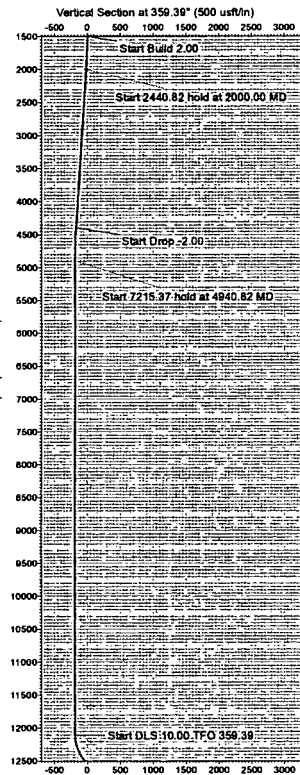 Vertical Section at 359.39° (500 usft/in)
-500 0 500 1000 1500 2000 2500 3000
1500
Start Build 2.00
2000
Start 2440.82 hold at 2000.00 MD
2500
3000
3500
4000
4500
Start Drop -2.00
5000
Start 7215.37 hold at 4940.82 MD
5500
6000
6500
7000
7500
8000
8500
9000
9500
10000
10500
11000
11500
12000
Start DLS 10.00 TFO 359.39
12500
-500 0 500 1000 1500 2000 2500 3000